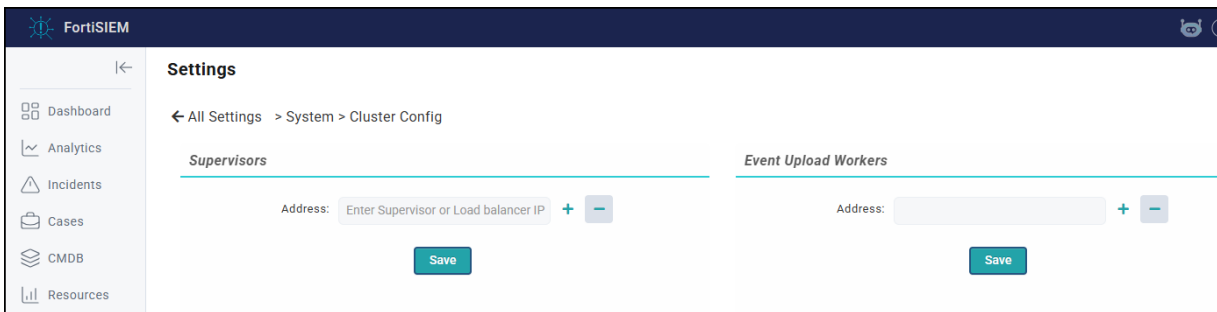 FortiSIEM
Settings
Dashboard
Analytics
Incidents
Cases
CMDB
Resources
← All Settings > System > Cluster Config
Supervisors
Address: Enter Supervisor or Load balancer IP + −
Save
Event Upload Workers
Address: + −
Save